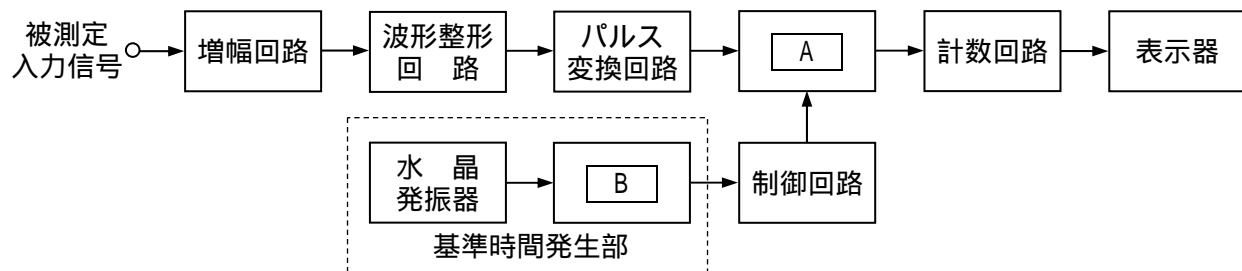 被測定
入力信号
増幅回路
波形整形
回　路
パルス
変換回路
A
計数回路
表示器
水　晶
発振器
B
制御回路
基準時間発生部